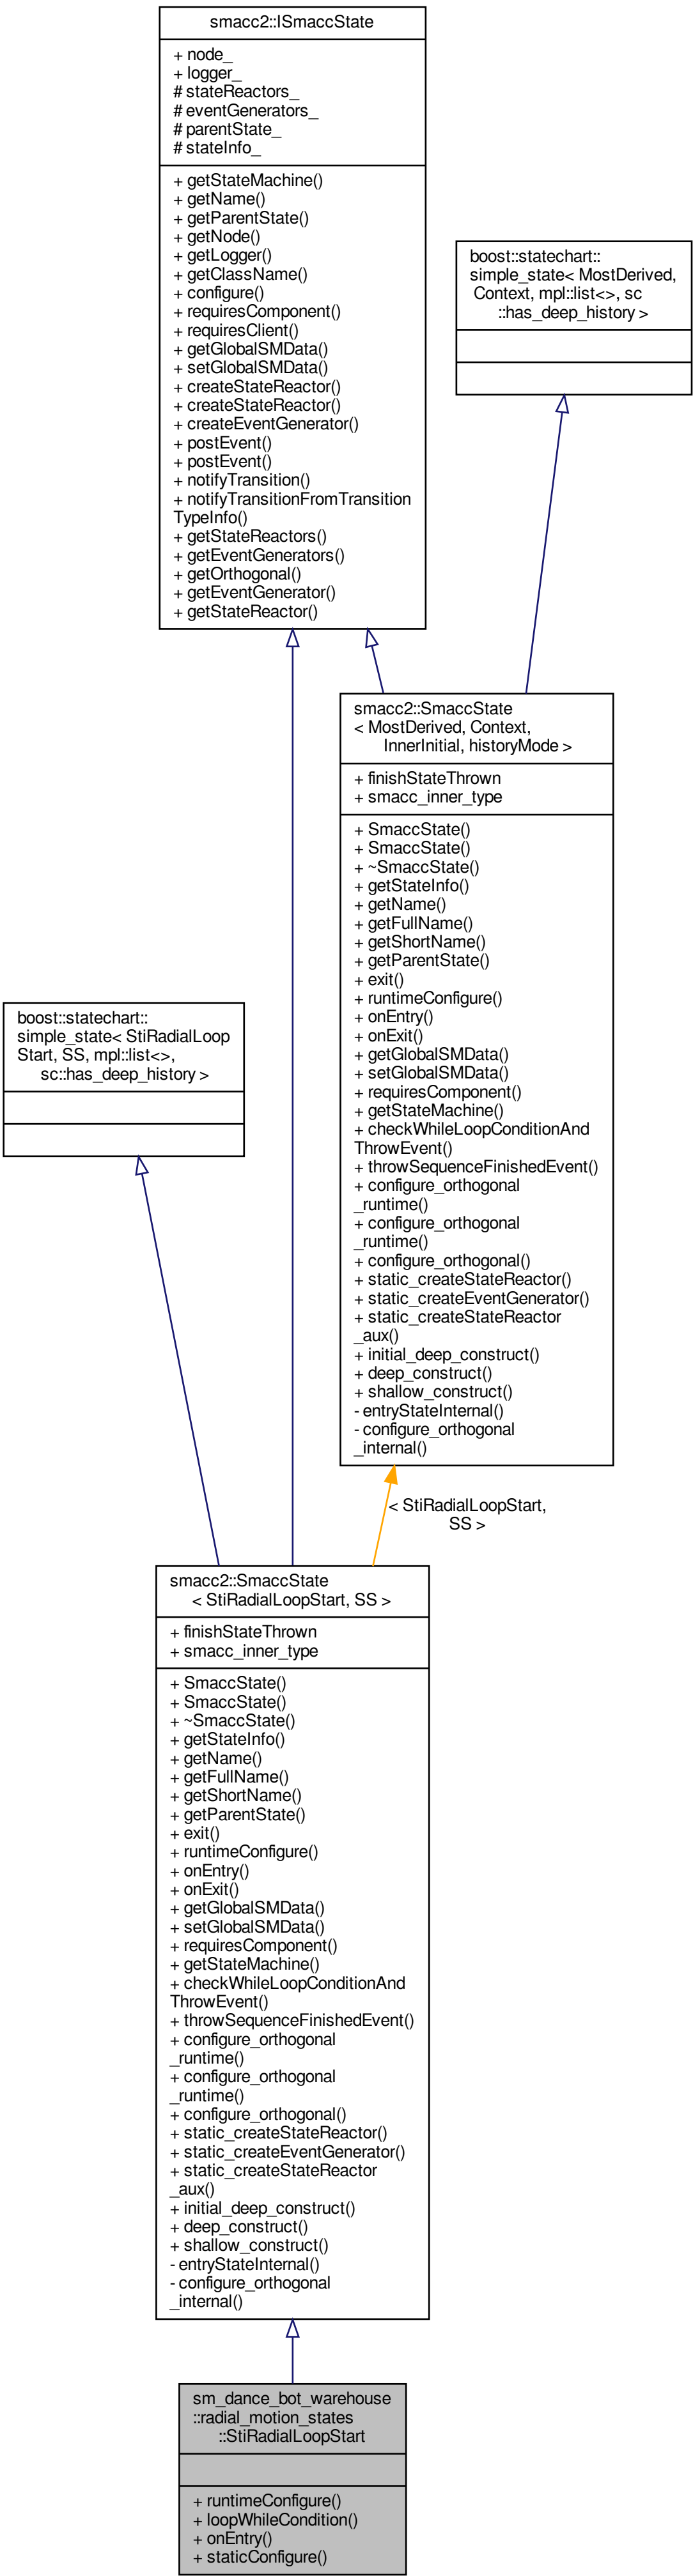 smacc2::ISmaccState
+ node_
+ logger_
# stateReactors_
# eventGenerators_
# parentState_
# stateInfo_
+ getStateMachine()
+ getName()
+ getParentState()
+ getNode()
+ getLogger()
+ getClassName()
+ configure()
+ requiresComponent()
+ requiresClient()
+ getGlobalSMData()
+ setGlobalSMData()
+ createStateReactor()
+ createStateReactor()
+ createEventGenerator()
+ postEvent()
+ postEvent()
+ notifyTransition()
+ notifyTransitionFromTransition
TypeInfo()
+ getStateReactors()
+ getEventGenerators()
+ getOrthogonal()
+ getEventGenerator()
+ getStateReactor()
boost::statechart::
simple_state< MostDerived,
Context, mpl::list<>, sc
::has_deep_history >
smacc2::SmaccState
< MostDerived, Context,
InnerInitial, historyMode >
+ finishStateThrown
+ smacc_inner_type
+ SmaccState()
+ SmaccState()
+ ~SmaccState()
+ getStateInfo()
+ getName()
+ getFullName()
+ getShortName()
+ getParentState()
+ exit()
+ runtimeConfigure()
+ onEntry()
+ onExit()
+ getGlobalSMData()
+ setGlobalSMData()
+ requiresComponent()
+ getStateMachine()
+ checkWhileLoopConditionAnd
ThrowEvent()
+ throwSequenceFinishedEvent()
+ configure_orthogonal
_runtime()
+ configure_orthogonal
_runtime()
+ configure_orthogonal()
+ static_createStateReactor()
+ static_createEventGenerator()
+ static_createStateReactor
_aux()
+ initial_deep_construct()
+ deep_construct()
+ shallow_construct()
- entryStateInternal()
- configure_orthogonal
_internal()
boost::statechart::
simple_state< StiRadialLoop
Start, SS, mpl::list<>,
sc::has_deep_history >
< StiRadialLoopStart,
SS >
smacc2::SmaccState
< StiRadialLoopStart, SS >
+ finishStateThrown
+ smacc_inner_type
+ SmaccState()
+ SmaccState()
+ ~SmaccState()
+ getStateInfo()
+ getName()
+ getFullName()
+ getShortName()
+ getParentState()
+ exit()
+ runtimeConfigure()
+ onEntry()
+ onExit()
+ getGlobalSMData()
+ setGlobalSMData()
+ requiresComponent()
+ getStateMachine()
+ checkWhileLoopConditionAnd
ThrowEvent()
+ throwSequenceFinishedEvent()
+ configure_orthogonal
_runtime()
+ configure_orthogonal
_runtime()
+ configure_orthogonal()
+ static_createStateReactor()
+ static_createEventGenerator()
+ static_createStateReactor
_aux()
+ initial_deep_construct()
+ deep_construct()
+ shallow_construct()
- entryStateInternal()
- configure_orthogonal
_internal()
sm_dance_bot_warehouse
::radial_motion_states
::StiRadialLoopStart
+ runtimeConfigure()
+ loopWhileCondition()
+ onEntry()
+ staticConfigure()